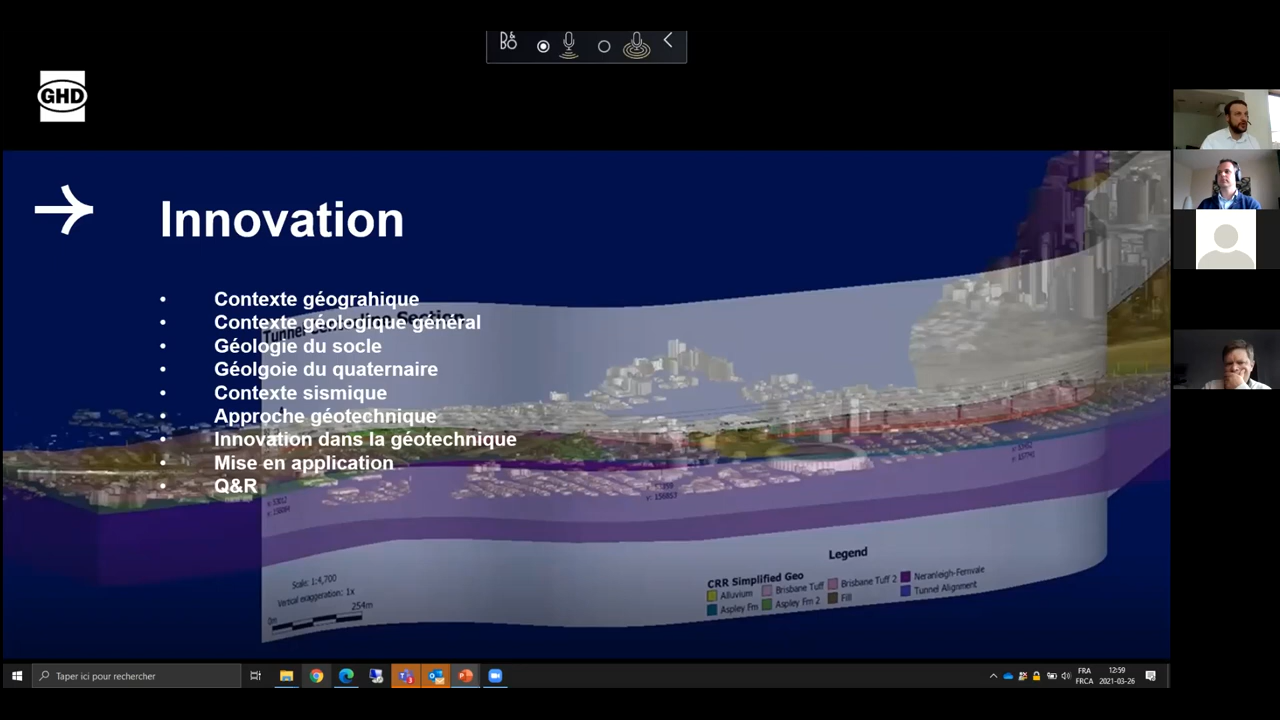 B&O
GHD
Innovation
• Contexte géograhique
• Contexte géologique général
• Géologie du socle
• Géolgoie du quaternaire
• Contexte sismique
• Approche géotechnique
• Innovation dans la géotechnique
• Mise en application
• Q&R
Legend
CRR Simplified Geo
Alluvium
Brisbane Tuff
Brisbane Tuff 2
Neranleigh-Fernvale
Aspley Fm
Aspley Fm 2
Fill
Tunnel Alignment
Scale: 1:4,700
Vertical exaggeration: 1x
0m
254m
Taper ici pour rechercher
FRA
FRCA
12:59
2021-03-26